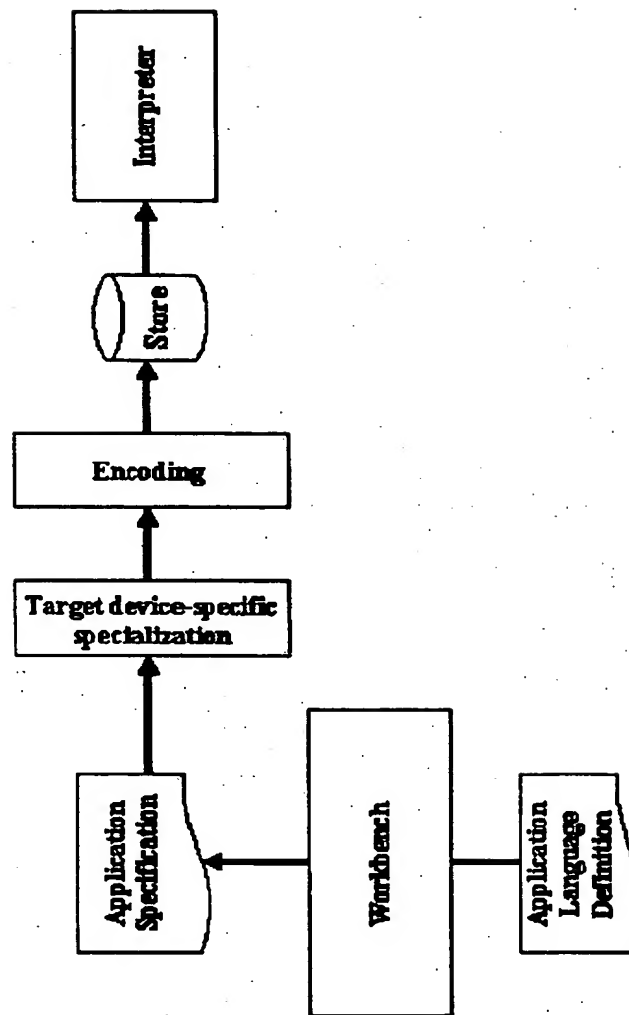 Interpreter
Store
Encoding
Target device-specific
specialization
Application
Specification
Workbench
Application
Language
Definition